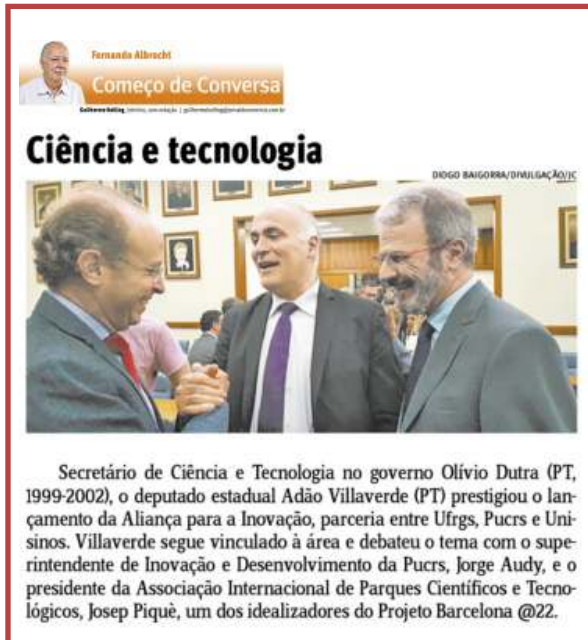 Fernando Albrecht
Começo de Conversa
Ciência e tecnologia
DIOGO BAIGORRA/DIVULGAÇÃO/JC
Secretário de Ciência e Tecnologia no governo Olívio Dutra (PT,
1999-2002), o deputado estadual Adão Villaverde (PT) prestigiou o lan-
çamento da Aliança para a Inovação, parceria entre Ufrgs, Pucrs e Uni-
sinos. Villaverde segue vinculado à área e debateu o tema com o supe-
rintendente de Inovação e Desenvolvimento da Pucrs, Jorge Audy, e o
presidente da Associação Internacional de Parques Científicos e Tecno-
lógicos, Josep Piquè, um dos idealizadores do Projeto Barcelona @22.